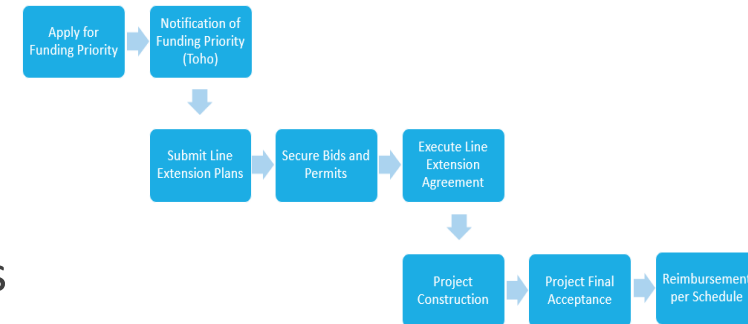 Apply for
Funding Priority
Notification of
Funding Priority
(Toho)
Submit Line
Extension Plans
Secure Bids and
Permits
Execute Line
Extension
Agreement
s
Project
Construction
Project Final
Acceptance
Reimbursement
per Schedule